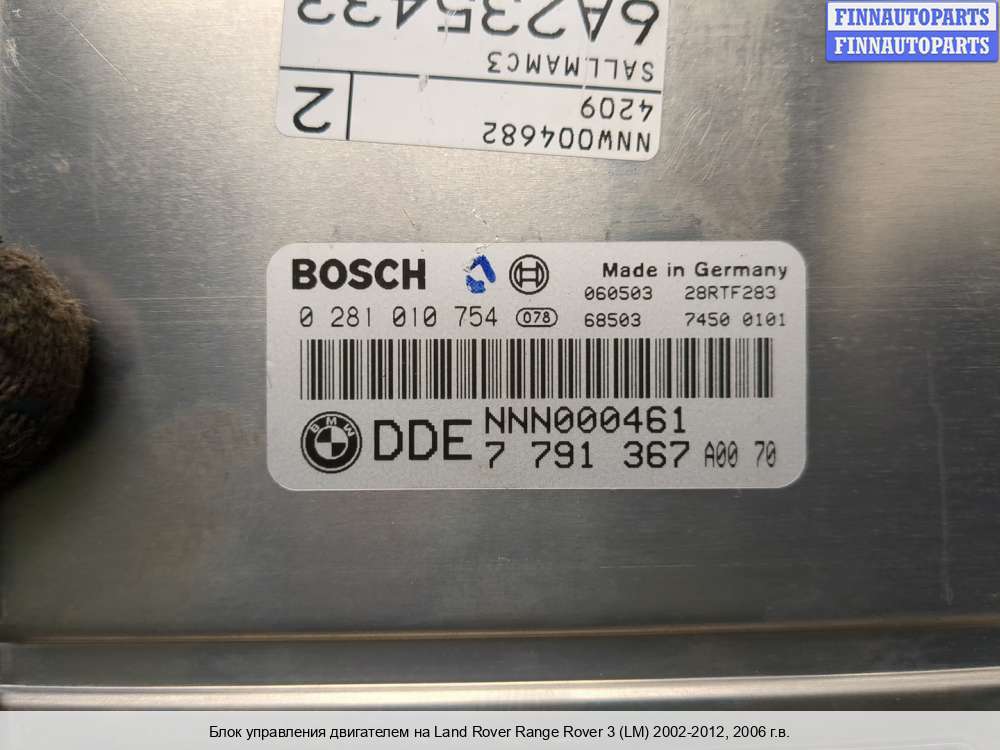 FINNAUTOPARTS
FINNAUTOPARTS
SALLMAMC3
2
4209
NNW004682
BOSCH
Made in Germany
060503 28RTF283
0 281 010 754 078
68503 7450 0101
BMW
DDE NNN000461
7 791 367 A00 70
Блок управления двигателем на Land Rover Range Rover 3 (LM) 2002-2012, 2006 г.в.